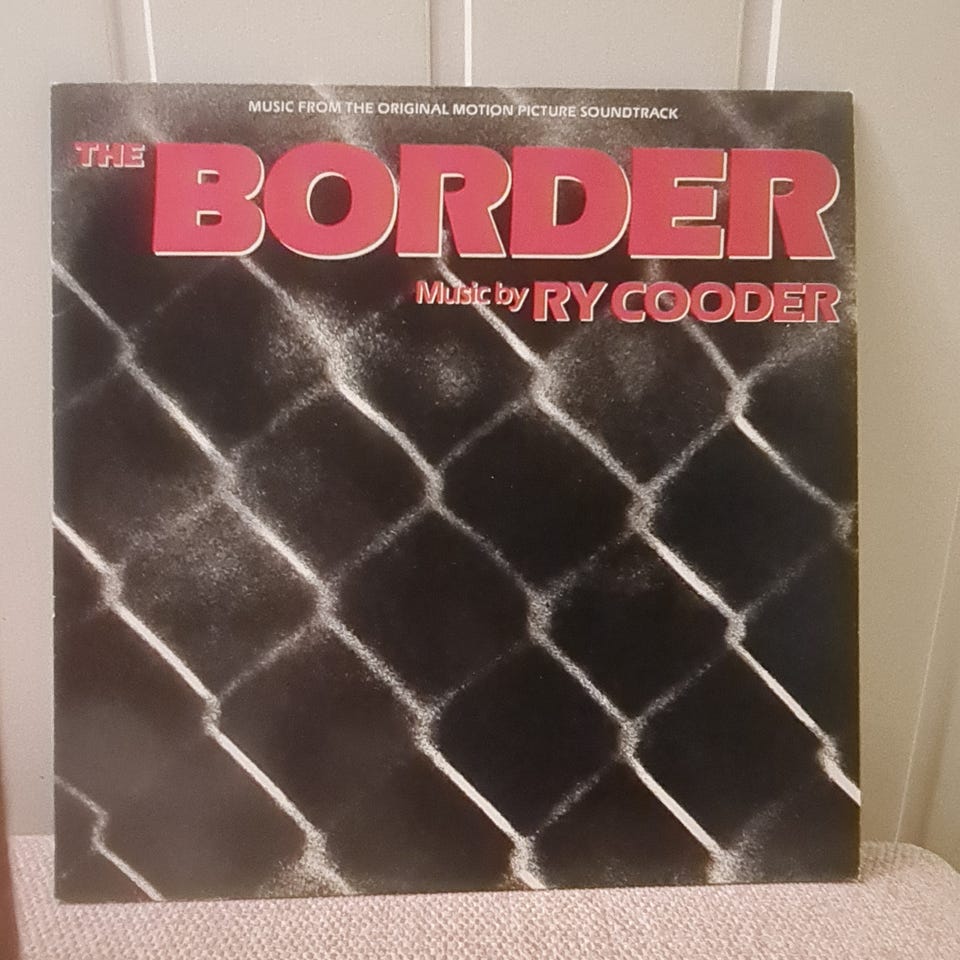 MUSIC FROM THE ORIGINAL MOTION PICTURE SOUNDTRACK
THE BORDER
Music by RY COODER